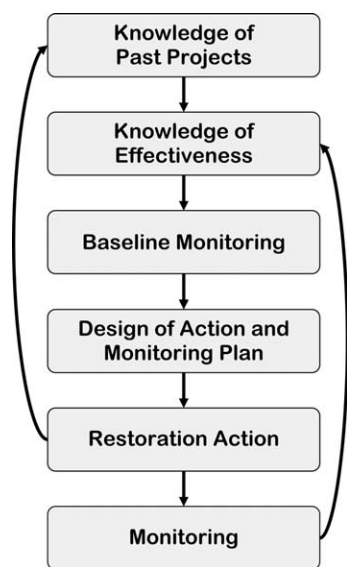 Knowledge of
Past Projects
Knowledge of
Effectiveness
Baseline Monitoring
Design of Action and
Monitoring Plan
Restoration Action
Monitoring